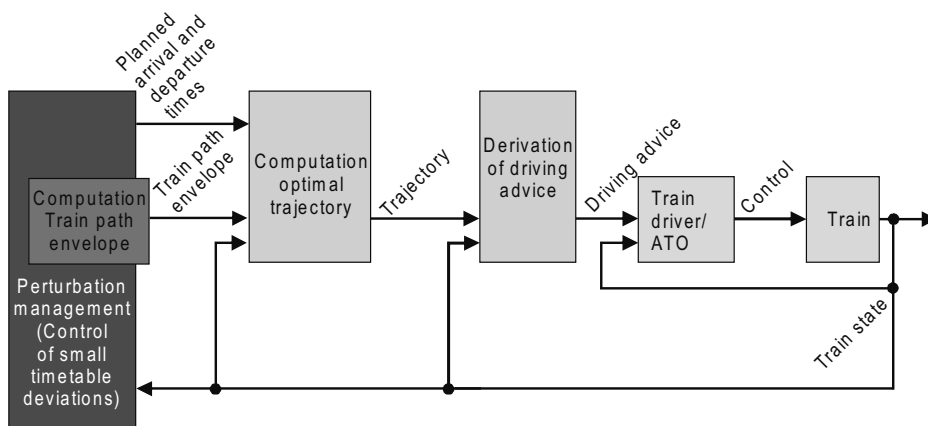 Planned
arrival and
departure
times
Train path
envelope
Computation
Train path
envelope
Perturbation
management
(Control
of small
timetable
deviations)
Computation
optimal
trajectory
Trajectory
Derivation
of driving
advice
Driving advice
Train
driver/
ATO
Control
Train
Train state